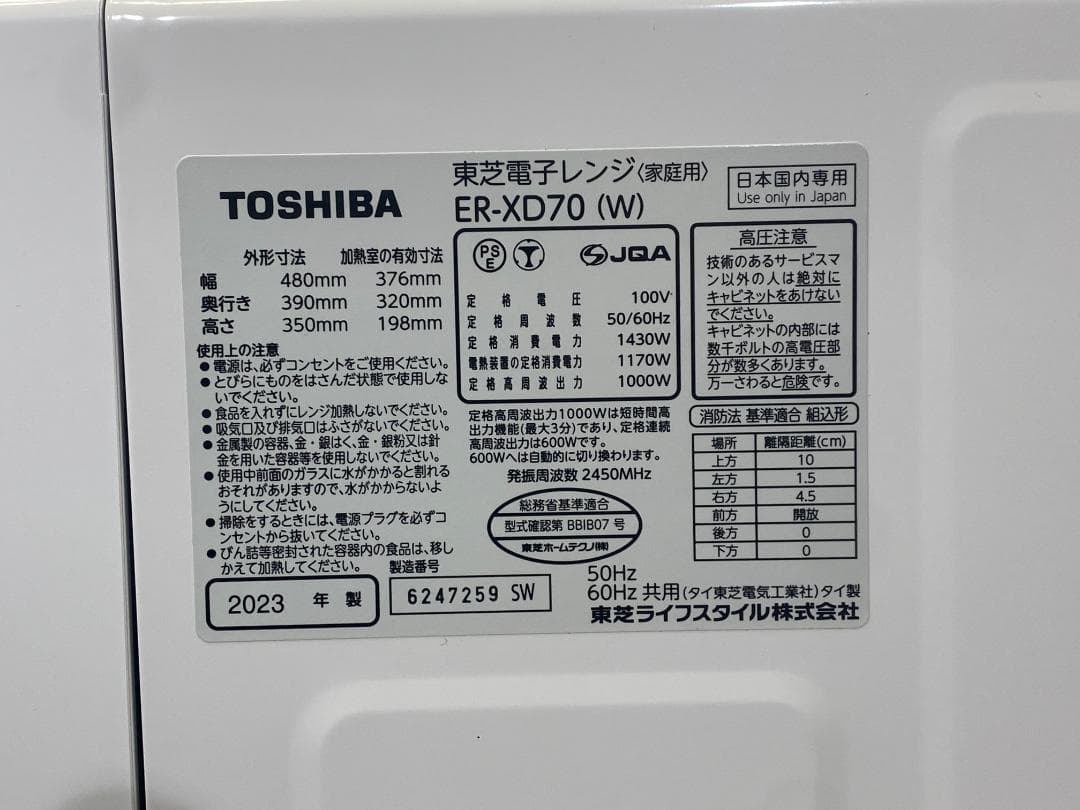 TOSHIBA
東芝電子レンジ〈家庭用〉
ER-XD70 (W)
日本国内専用
Use only in Japan
外形寸法 加熱室の有効寸法
幅 480mm 376mm
奥行き 390mm 320mm
高さ 350mm 198mm
使用上の注意
●電源は、必ずコンセントをご使用ください。
●とびらにものをはさんだ状態で使用しな
いでください。
●食品を入れずにレンジ加熱しないでください。
●吸気口及び排気口はふさがないでください。
●金属製の容器、金・銀はく、金・銀粉又は針
金を用いた容器等を使用しないでください。
●使用中前面のガラスに水がかかると割れる
おそれがありますので、水がかからないよ
うにしてください。
●掃除をするときには、電源プラグを必ずコ
ンセントから抜いてください。
●びん詰等密封された容器内の食品は、移し
かえて加熱してください。
2023 年 製
製造番号
6247259 SW
PS
E
JQA
定格電圧 100V
定格周波数 50/60Hz
定格消費電力 1430W
電熱装置の定格消費電力 1170W
定格高周波出力 1000W
定格高周波出力1000Wは短時間高
出力機能(最大3分)であり、定格連続
高周波出力は600Wです。
600Wへは自動的に切り換わります。
発振周波数 2450MHz
総務省基準適合
型式確認第 BBIB07 号
東芝ホームテクノ(株)
高圧注意
技術のあるサービスマ
ン以外の人は絶対に
キャビネットをあけない
でください。
キャビネットの内部には
数千ボルトの高電圧部
分が数多くあります。
万一さわると危険です。
消防法 基準適合 組込形
場所 離隔距離(cm)
上方 10
左方 1.5
右方 4.5
前方 開放
後方 0
下方 0
50Hz
60Hz 共用(タイ東芝電気工業社)タイ製
東芝ライフスタイル株式会社